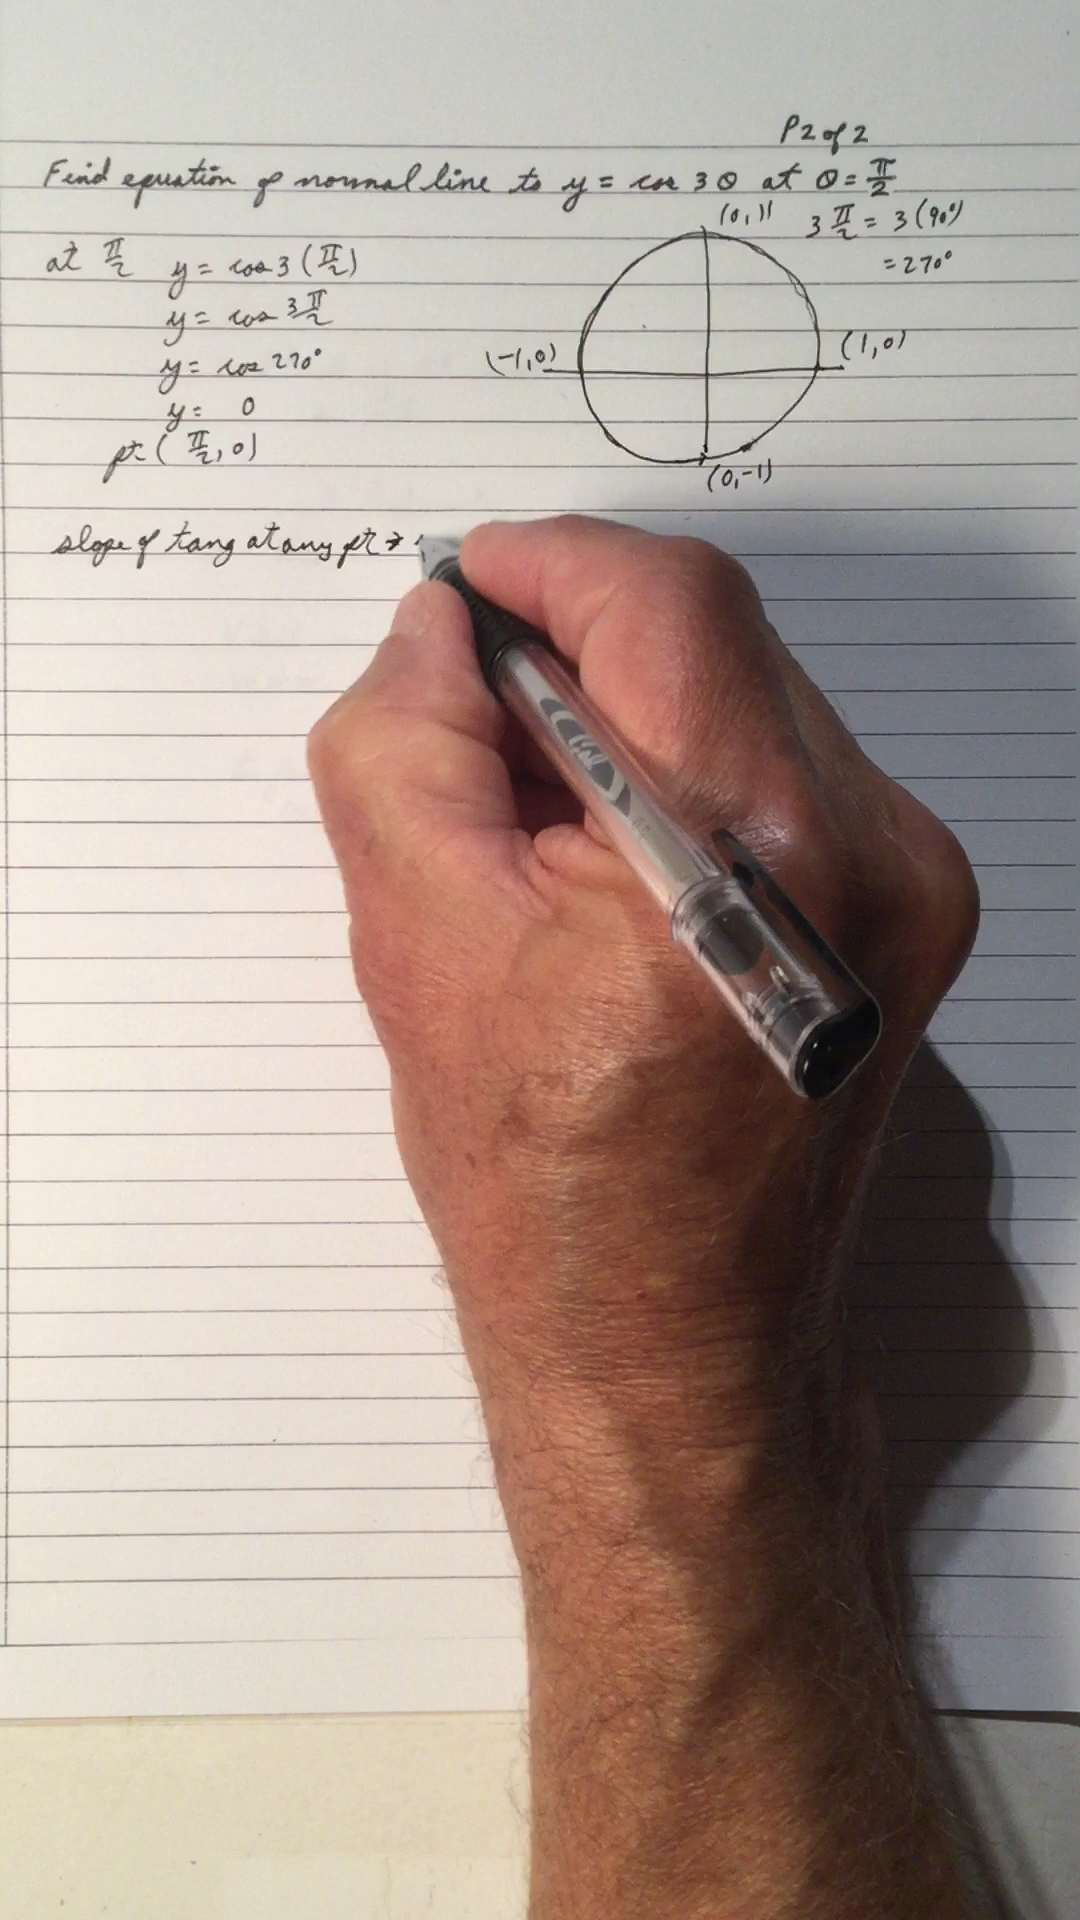 P2 of 2
Find equation of normal line to y = cos 3θ at θ = π/2
(0,1) 3 π/2 = 3 (90°)
= 270°
at π/2 y = cos 3 (π/2)
y = cos 3π/2
y = cos 270°
y = 0
pt (π/2, 0)
(-1,0) (1,0)
(0,-1)
slope of tang at any pt →
Gel